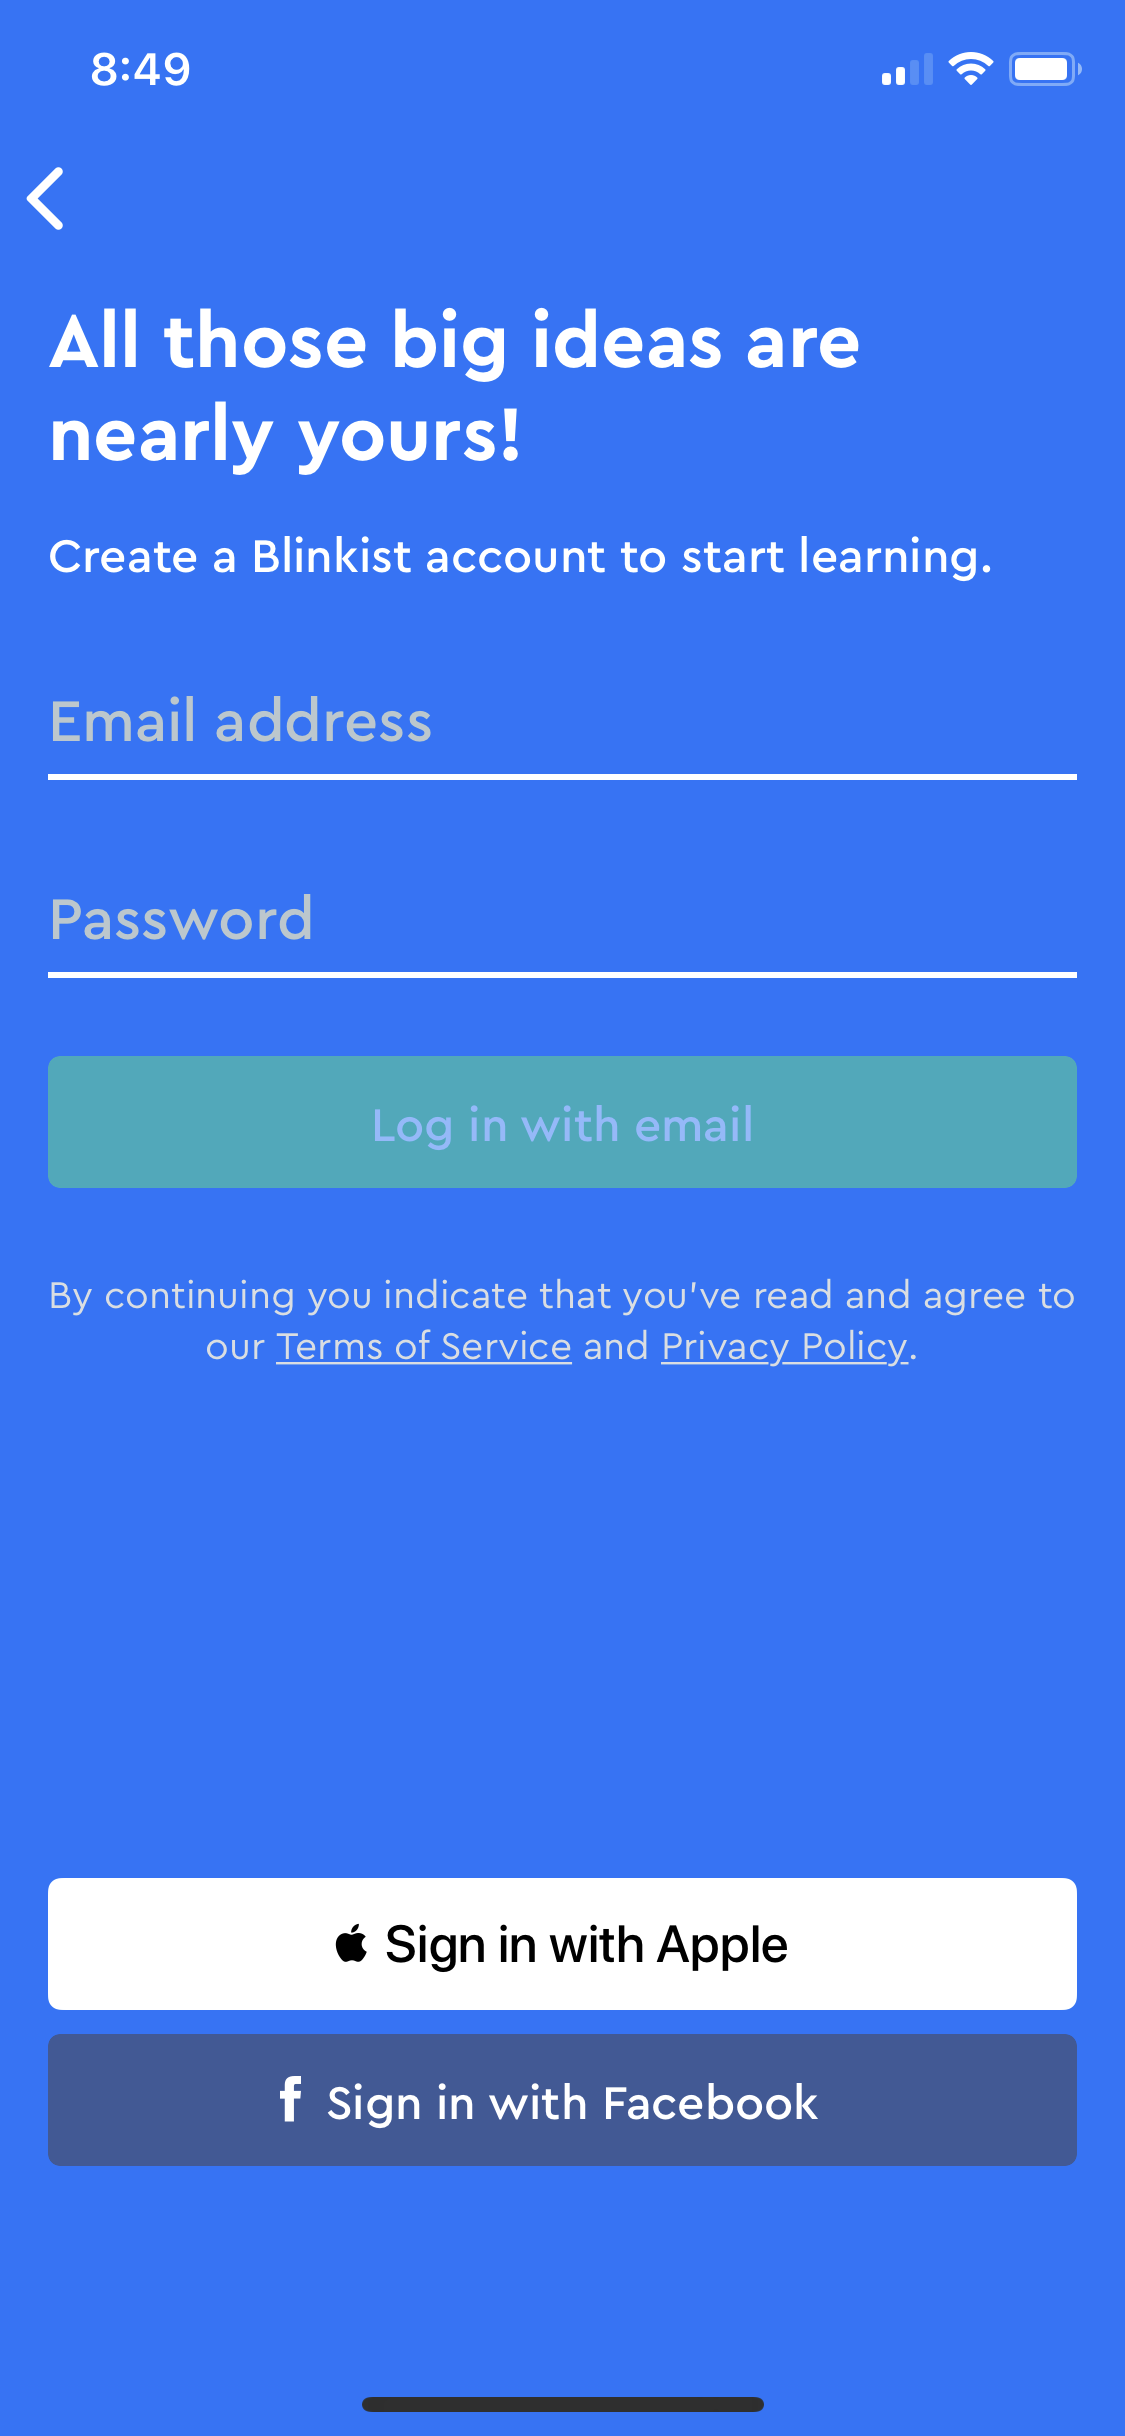 8:49
All those big ideas are
nearly yours!
Create a Blinkist account to start learning.
Email address
Password
Log in with email
By continuing you indicate that you've read and agree to
our Terms of Service and Privacy Policy.
Sign in with Apple
f Sign in with Facebook